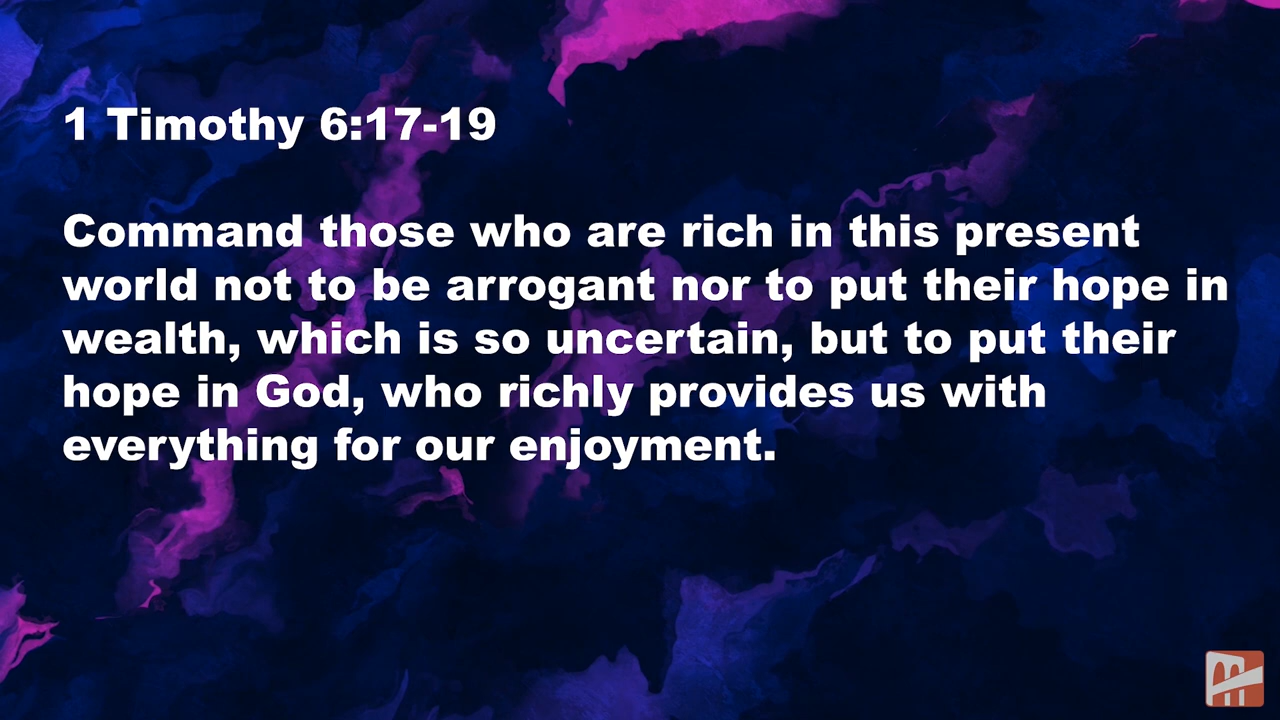 1 Timothy 6:17-19
Command those who are rich in this present
world not to be arrogant nor to put their hope in
wealth, which is so uncertain, but to put their
hope in God, who richly provides us with
everything for our enjoyment.